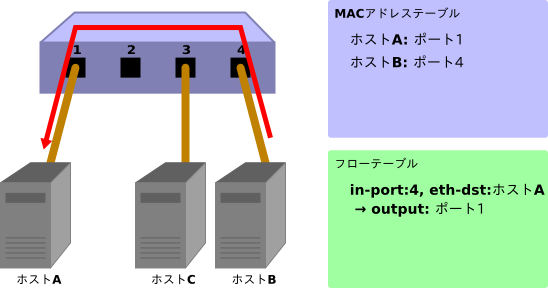 1 2 3 4
ホストA
ホストC
ホストB
MACアドレステーブル
ホストA: ポート1
ホストB: ポート4
フローテーブル
in-port:4, eth-dst:ホストA
→ output: ポート1